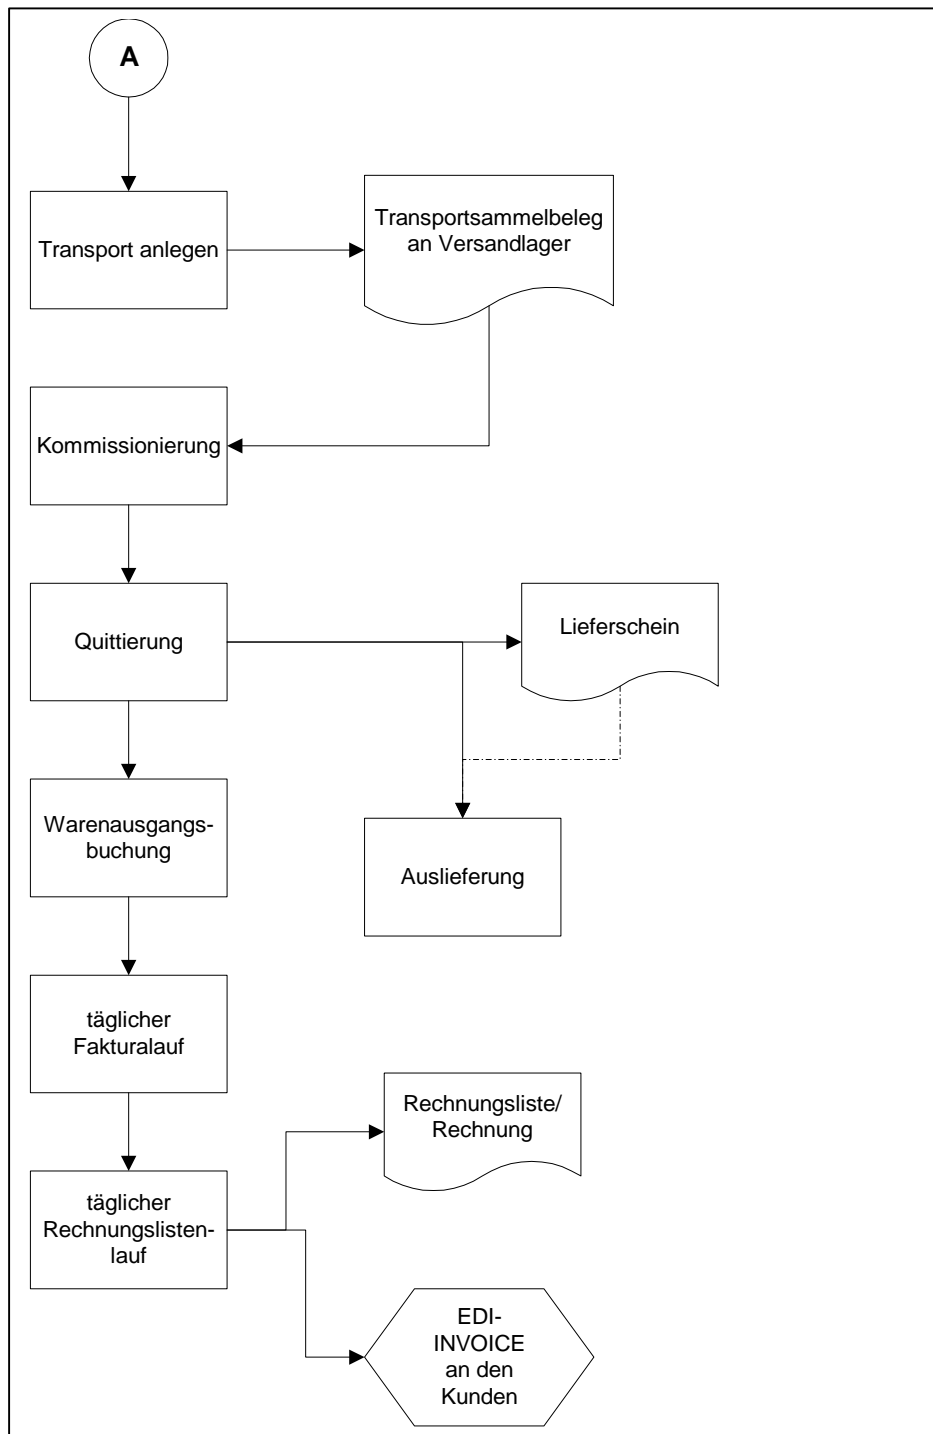 A
Transport anlegen
Transportsammelbeleg
an Versandlager
Kommissionierung
Quittierung
Lieferschein
Warenausgangs-
buchung
Auslieferung
täglicher
Fakturalauf
Rechnungsliste/
Rechnung
täglicher
Rechnungslisten-
lauf
EDI-
INVOICE
an den
Kunden